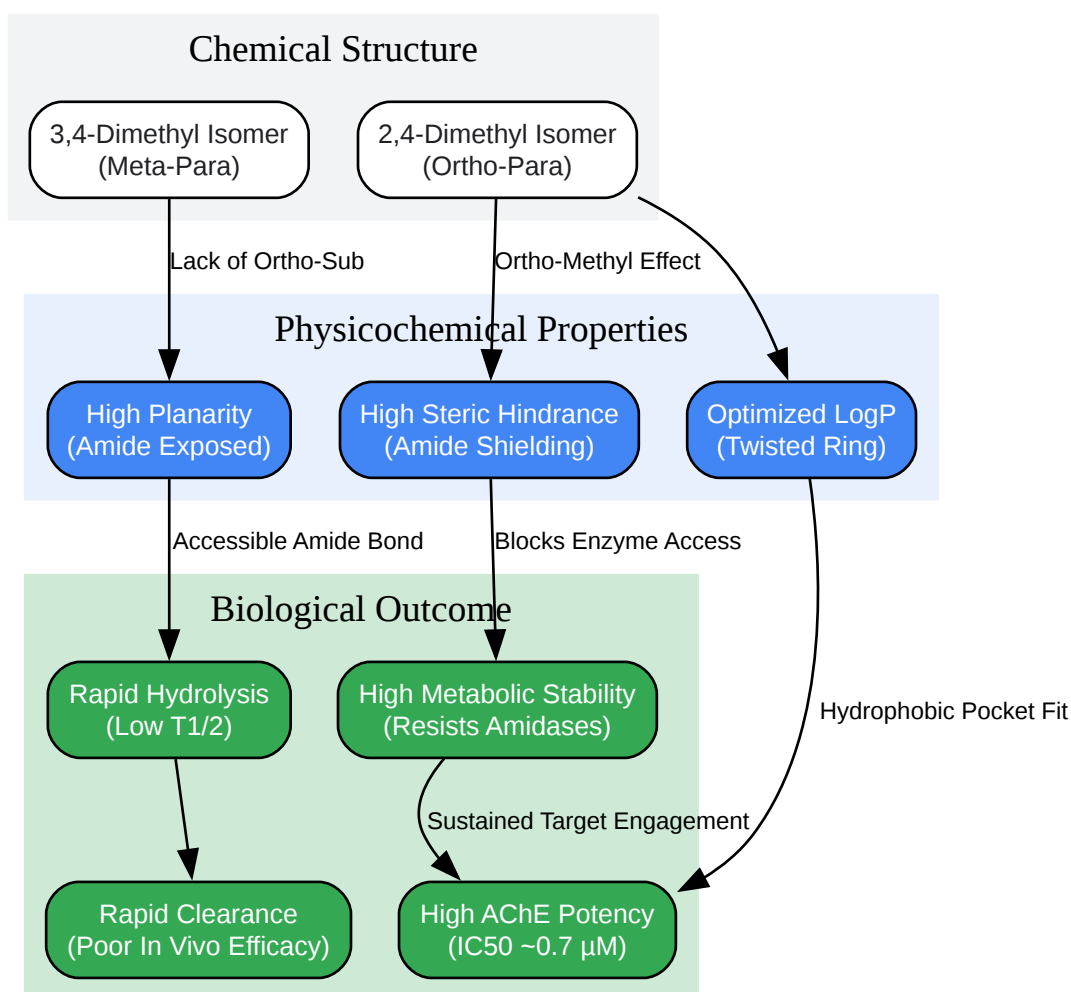 Chemical Structure
3,4-Dimethyl Isomer
(Meta-Para)
2,4-Dimethyl Isomer
(Ortho-Para)
Lack of Ortho-Sub
Ortho-Methyl Effect
Physicochemical Properties
High Planarity
(Amide Exposed)
High Steric Hindrance
(Amide Shielding)
Optimized LogP
(Twisted Ring)
Accessible Amide Bond
Blocks Enzyme Access
Biological Outcome
Rapid Hydrolysis
(Low T1/2)
High Metabolic Stability
(Resists Amidases)
Hydrophobic Pocket Fit
Sustained Target Engagement
Rapid Clearance
(Poor In Vivo Efficacy)
High AChE Potency
(IC50 ~0.7 µM)